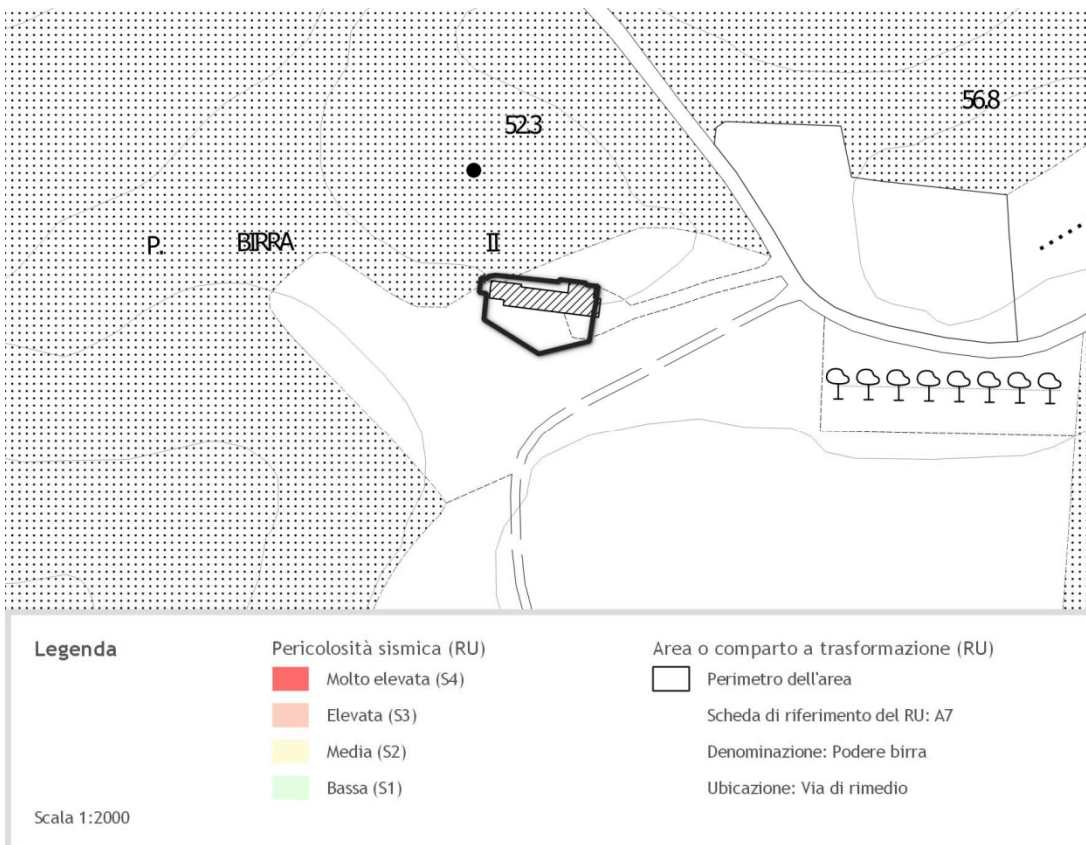 56.8
52.3
P. BIRRA II
Legenda
Pericolosità sismica (RU)
Molto elevata (S4)
Elevata (S3)
Media (S2)
Bassa (S1)
Area o comparto a trasformazione (RU)
Perimetro dell'area
Scheda di riferimento del RU: A7
Denominazione: Podere birra
Ubicazione: Via di rimedio
Scala 1:2000